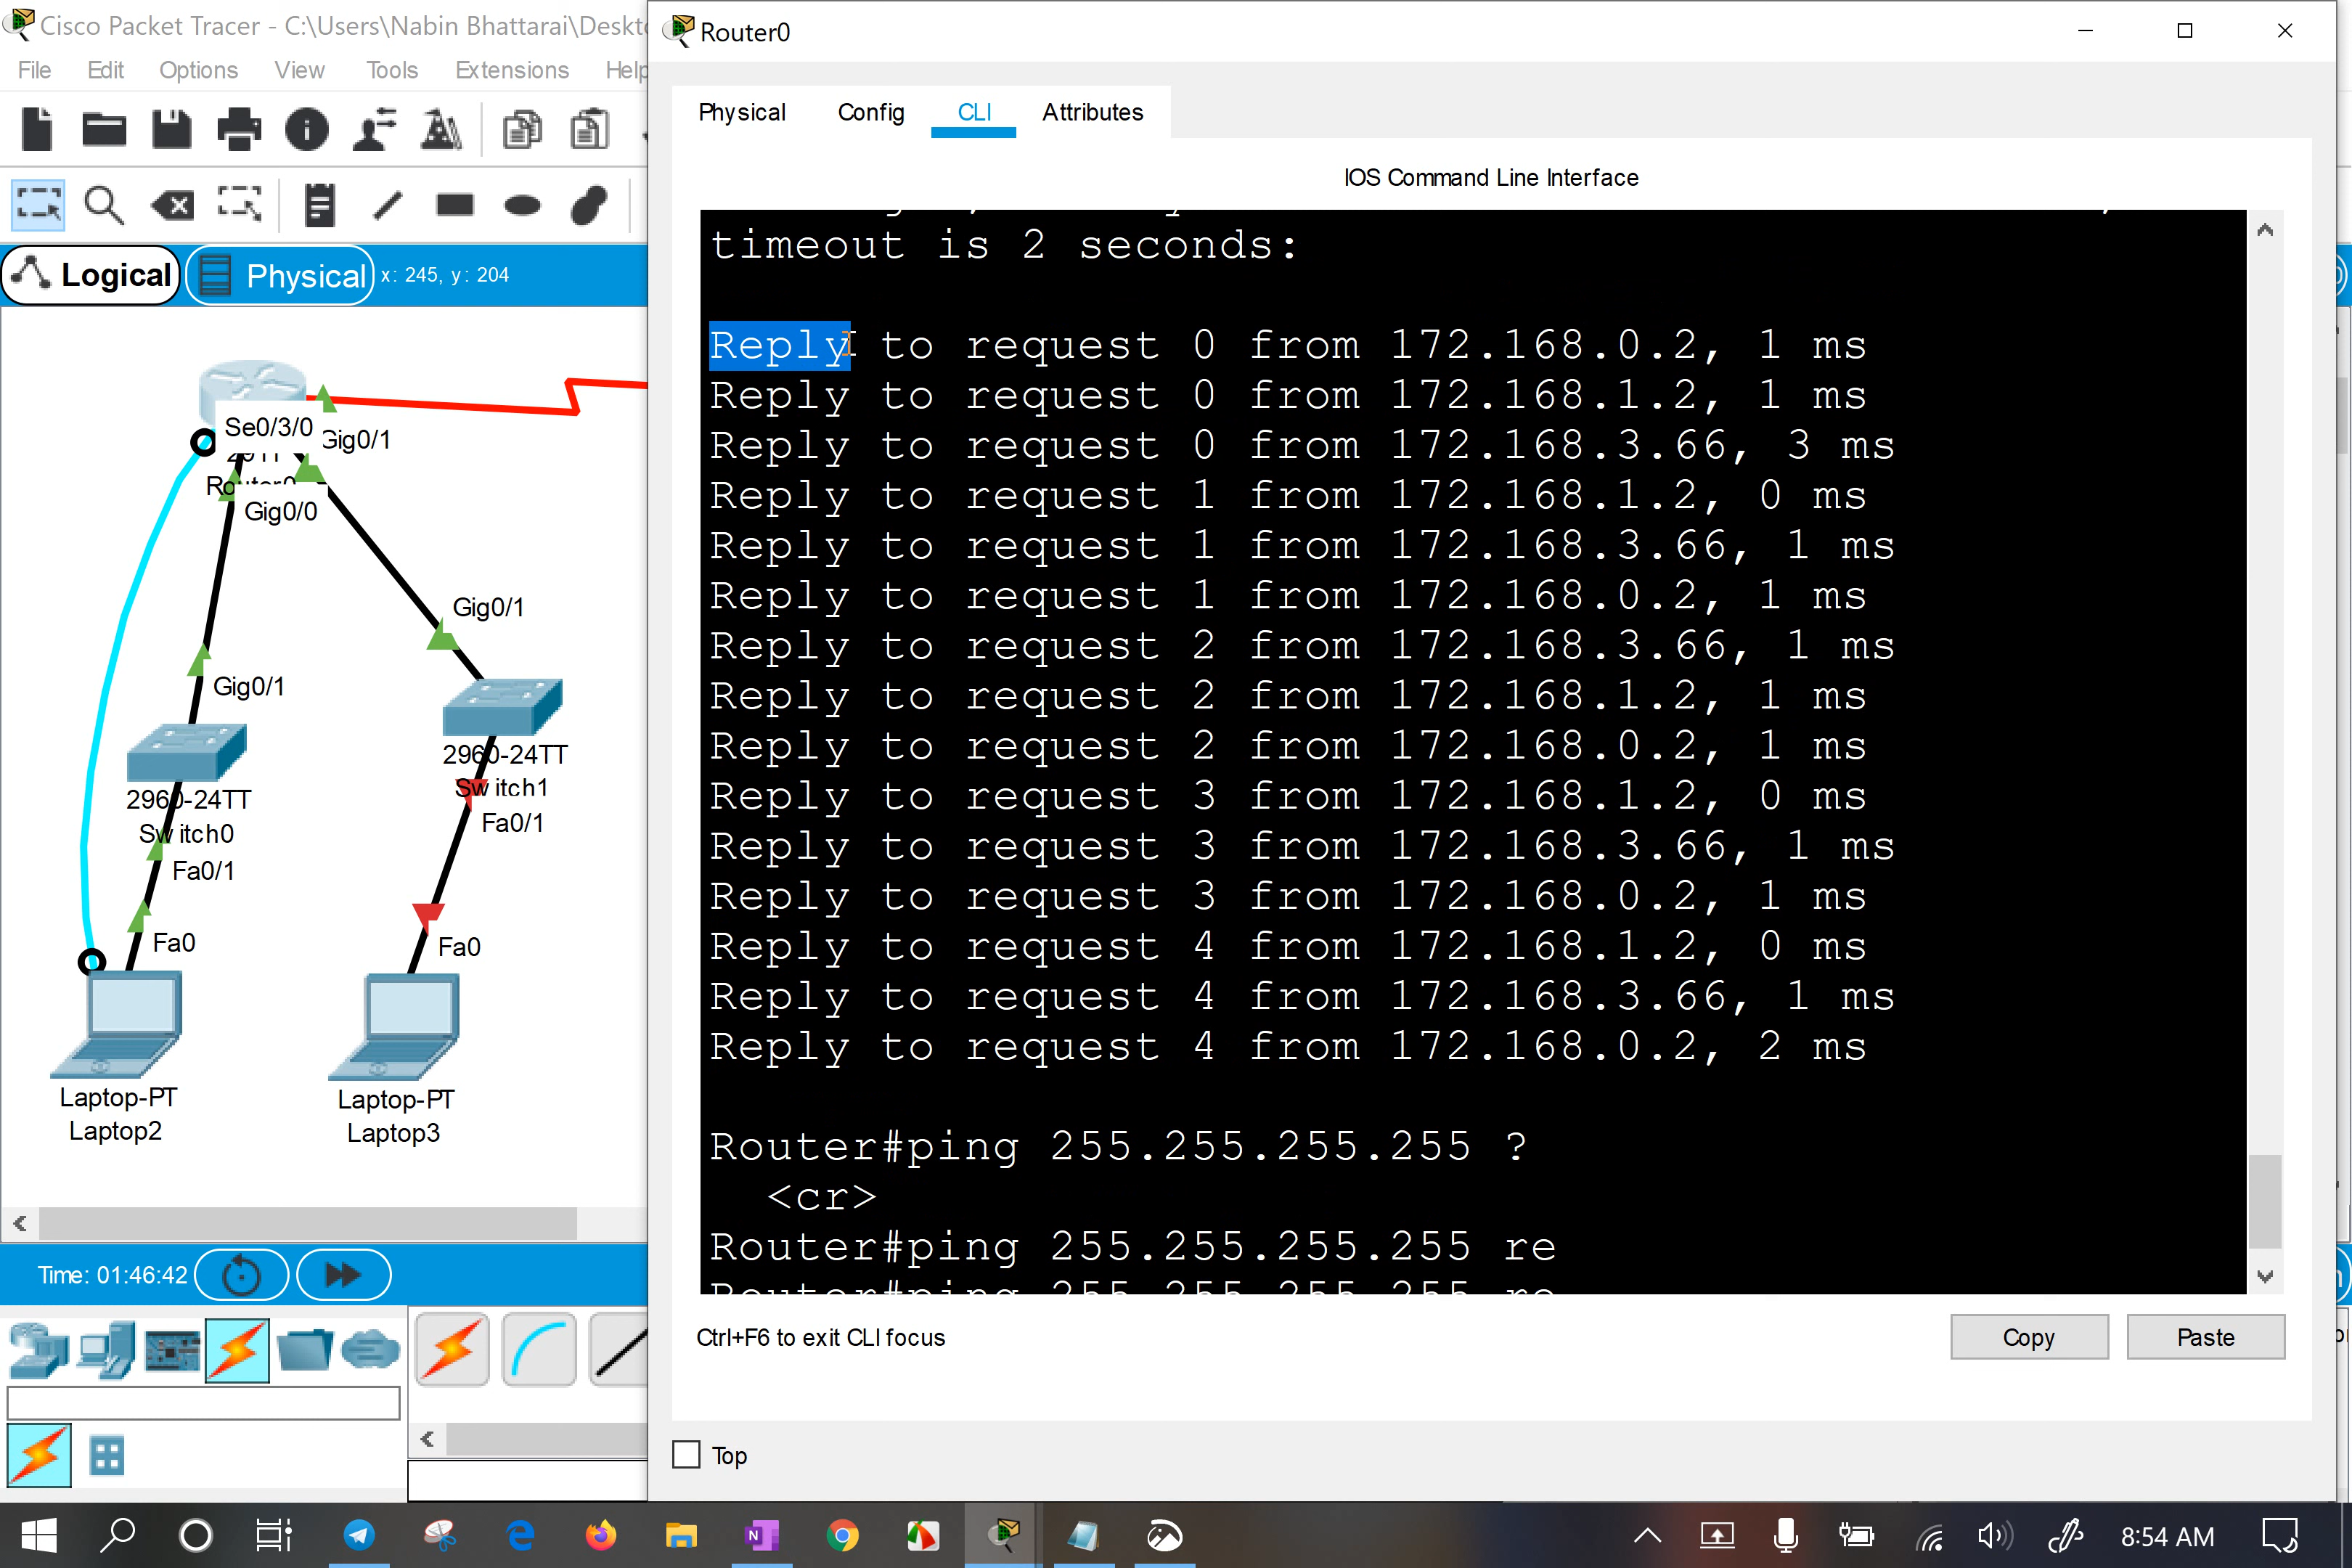 Cisco Packet Tracer - C:\Users\Nabin Bhattarai\Deskto
File Edit Options View Tools Extensions Help
Logical Physical x: 245, y: 204
Se0/3/0
Gig0/1
Gig0/0
Gig0/1
Gig0/1
2960-24TT
Switch1
Fa0/1
2960-24TT
Switch0
Fa0/1
Fa0
Fa0
Laptop-PT
Laptop2
Laptop-PT
Laptop3
Time: 01:46:42
Router0
Physical Config CLI Attributes
IOS Command Line Interface
timeout is 2 seconds:
Reply to request 0 from 172.168.0.2, 1 ms
Reply to request 0 from 172.168.1.2, 1 ms
Reply to request 0 from 172.168.3.66, 3 ms
Reply to request 1 from 172.168.1.2, 0 ms
Reply to request 1 from 172.168.3.66, 1 ms
Reply to request 1 from 172.168.0.2, 1 ms
Reply to request 2 from 172.168.3.66, 1 ms
Reply to request 2 from 172.168.1.2, 1 ms
Reply to request 2 from 172.168.0.2, 1 ms
Reply to request 3 from 172.168.1.2, 0 ms
Reply to request 3 from 172.168.3.66, 1 ms
Reply to request 3 from 172.168.0.2, 1 ms
Reply to request 4 from 172.168.1.2, 0 ms
Reply to request 4 from 172.168.3.66, 1 ms
Reply to request 4 from 172.168.0.2, 2 ms
Router#ping 255.255.255.255 ?
<cr>
Router#ping 255.255.255.255 re
Router#ping 255.255.255.255 re
Ctrl+F6 to exit CLI focus
Copy Paste
Top
8:54 AM